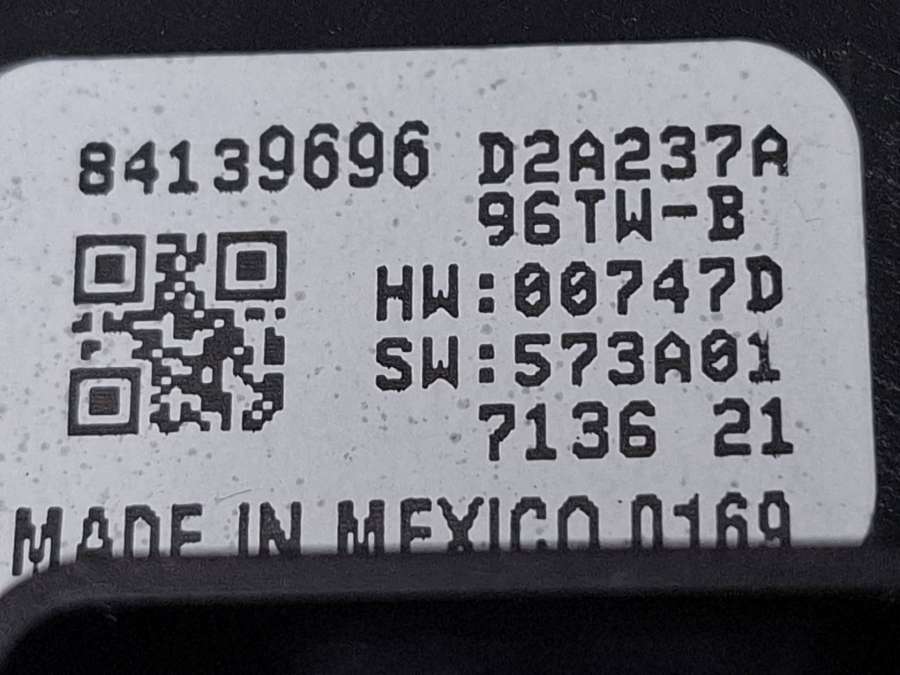 84139696 D2A237A
96TW-B
HW:00747D
SW:573A01
7136 21
MADE IN MEXICO 0169